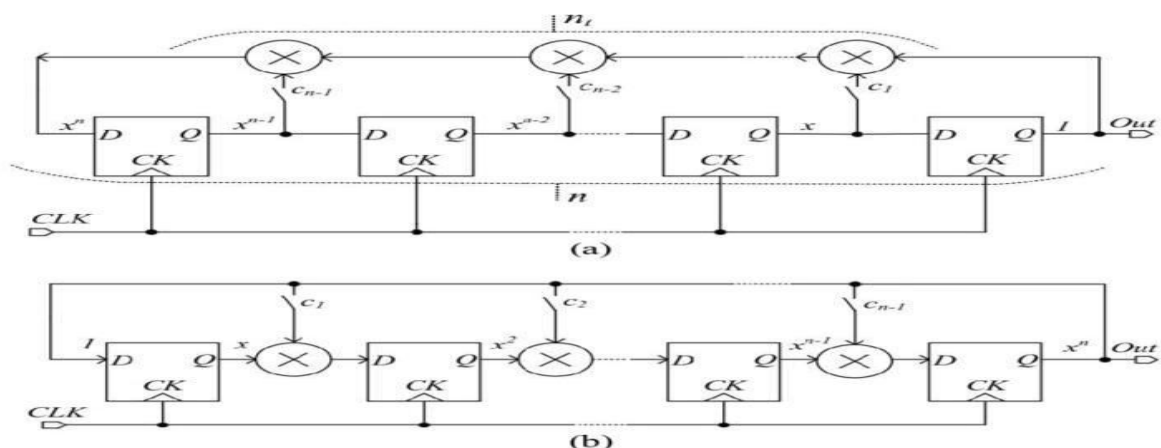 n_t
c_{n-1} c_{n-2} c_1
x^n D Q x^{n-1} D Q x^{n-2} D Q x D Q 1 Out
CK CK CK CK
n
CLK
(a)
c_1 c_2 c_{n-1}
1 D Q x D Q x^2 D Q x^{n-1} D Q x^n Out
CK CK CK CK
CLK
(b)